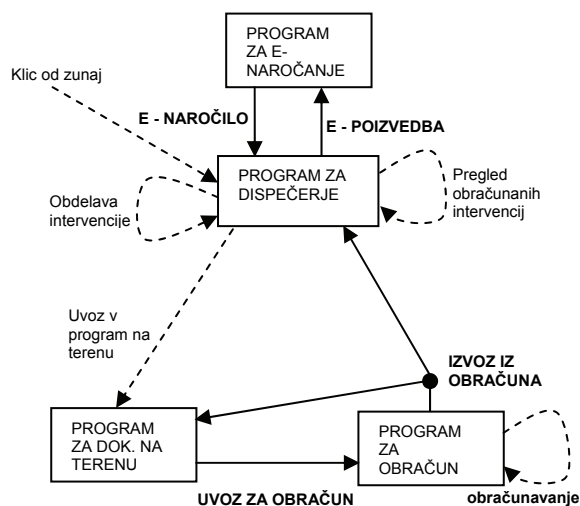 PROGRAM
ZA E-
NAROČANJE
Klic od zunaj
E - NAROČILO
E - POIZVEDBA
PROGRAM ZA
DISPEČERJE
Pregled
obračunanih
intervencij
Obdelava
intervencije
Uvoz v
program na
terenu
IZVOZ IZ
OBRAČUNA
PROGRAM
ZA DOK. NA
TERENU
PROGRAM
ZA
OBRAČUN
UVOZ ZA OBRAČUN
obračunavanje